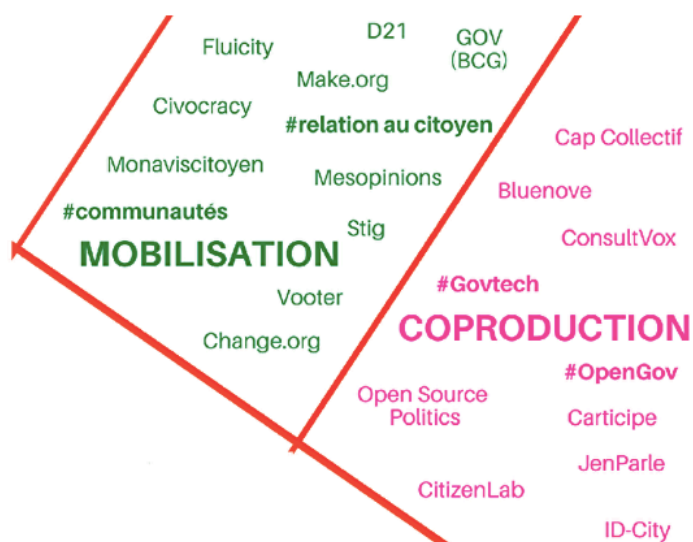 D21
GOV
(BCG)
Fluicity
Make.org
Civocracy
#relation au citoyen
Monaviscitoyen
Mesopinions
#communautés
Stig
MOBILISATION
Vooter
Change.org
Cap Collectif
Bluenove
ConsultVox
#Govtech
COPRODUCTION
#OpenGov
Open Source
Politics
Carticipe
JenParle
CitizenLab
ID-City